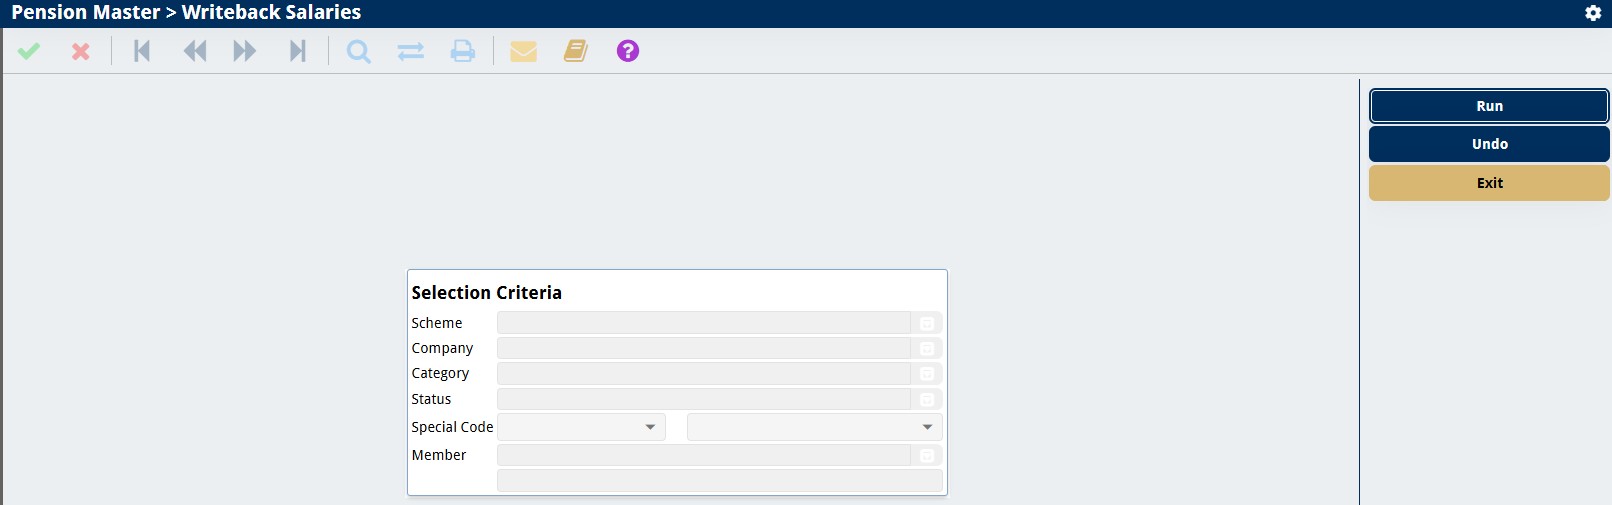 Pension Master > Writeback Salaries
?
Run
Undo
Exit
Selection Criteria
Scheme
Company
Category
Status
Special Code
Member